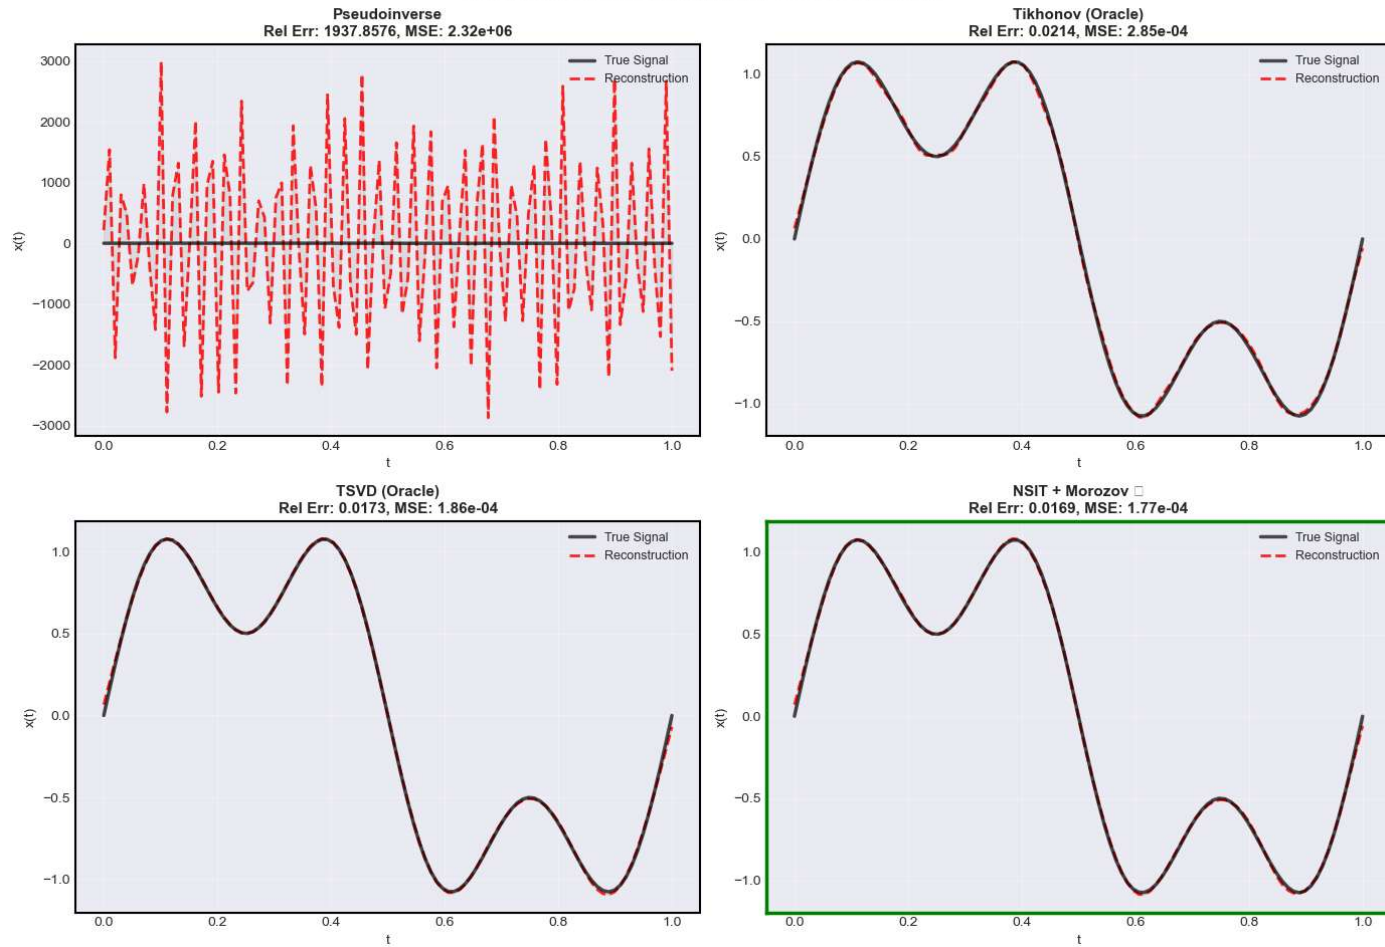 Pseudoinverse
Rel Err: 1937.8576, MSE: 2.32e+06
True Signal
Reconstruction
3000
2000
1000
0
−1000
−2000
−3000
x(t)
0.0 0.2 0.4 0.6 0.8 1.0
t
Tikhonov (Oracle)
Rel Err: 0.0214, MSE: 2.85e-04
True Signal
Reconstruction
1.0
0.5
0.0
−0.5
−1.0
x(t)
0.0 0.2 0.4 0.6 0.8 1.0
t
TSVD (Oracle)
Rel Err: 0.0173, MSE: 1.86e-04
True Signal
Reconstruction
1.0
0.5
0.0
−0.5
−1.0
x(t)
0.0 0.2 0.4 0.6 0.8 1.0
t
NSIT + Morozov □
Rel Err: 0.0169, MSE: 1.77e-04
True Signal
Reconstruction
1.0
0.5
0.0
−0.5
−1.0
x(t)
0.0 0.2 0.4 0.6 0.8 1.0
t